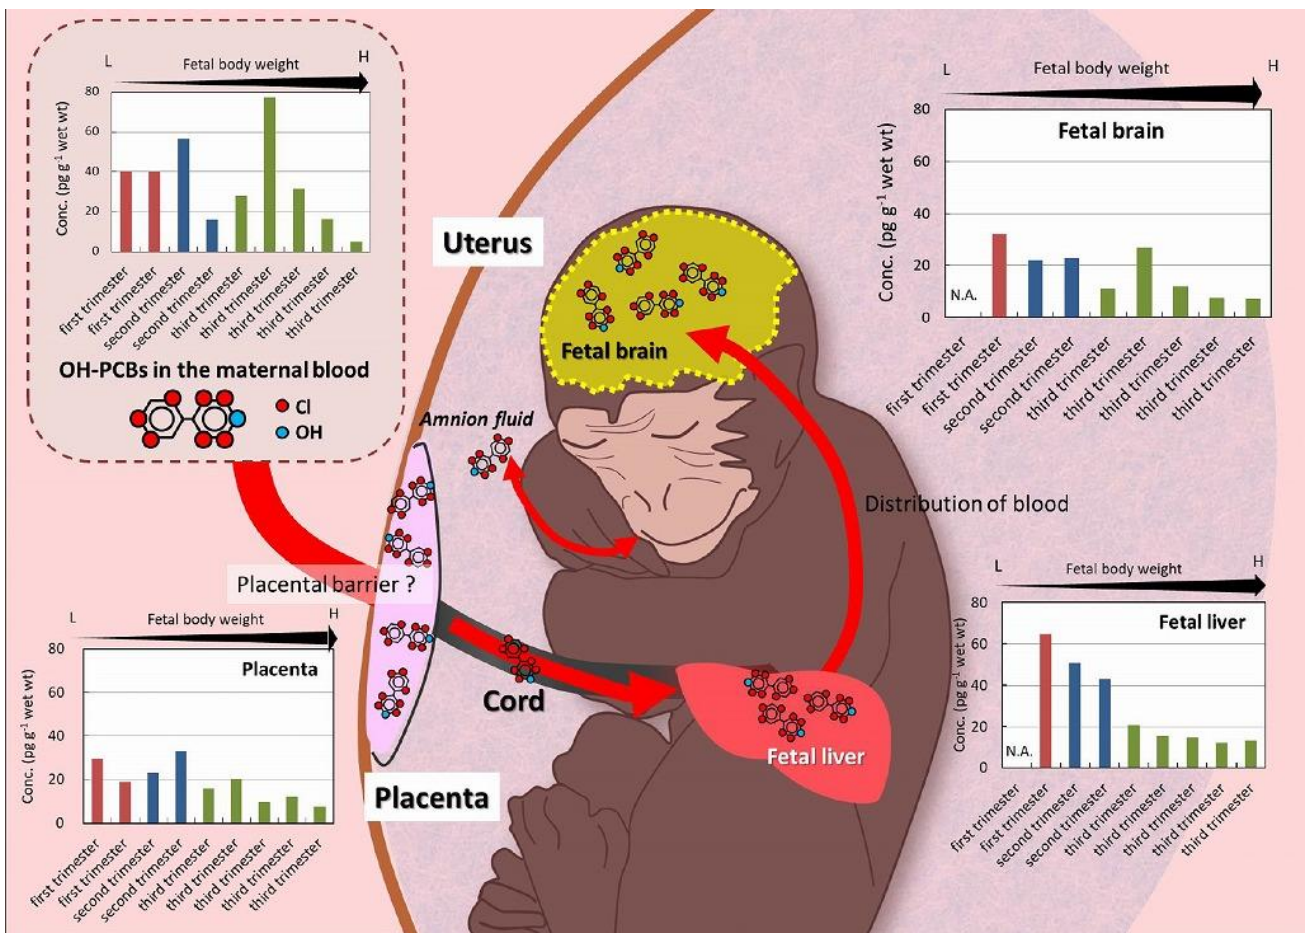 L
H
Fetal body weight
Conc. (pg g⁻¹ wet wt)
80
60
40
20
0
first trimester
first trimester
second trimester
second trimester
third trimester
third trimester
third trimester
third trimester
third trimester
OH-PCBs in the maternal blood
Cl
OH
L
H
Fetal body weight
Fetal brain
Conc. (pg g⁻¹ wet wt)
80
60
40
20
0
N.A.
first trimester
first trimester
second trimester
second trimester
third trimester
third trimester
third trimester
third trimester
third trimester
Uterus
Fetal brain
Amnion fluid
Distribution of blood
Placental barrier ?
Cord
Fetal liver
Placenta
L
H
Fetal body weight
Placenta
Conc. (pg g⁻¹ wet wt)
80
60
40
20
0
first trimester
first trimester
second trimester
second trimester
third trimester
third trimester
third trimester
third trimester
third trimester
L
H
Fetal body weight
Fetal liver
Conc. (pg g⁻¹ wet wt)
80
60
40
20
0
N.A.
first trimester
first trimester
second trimester
second trimester
third trimester
third trimester
third trimester
third trimester
third trimester